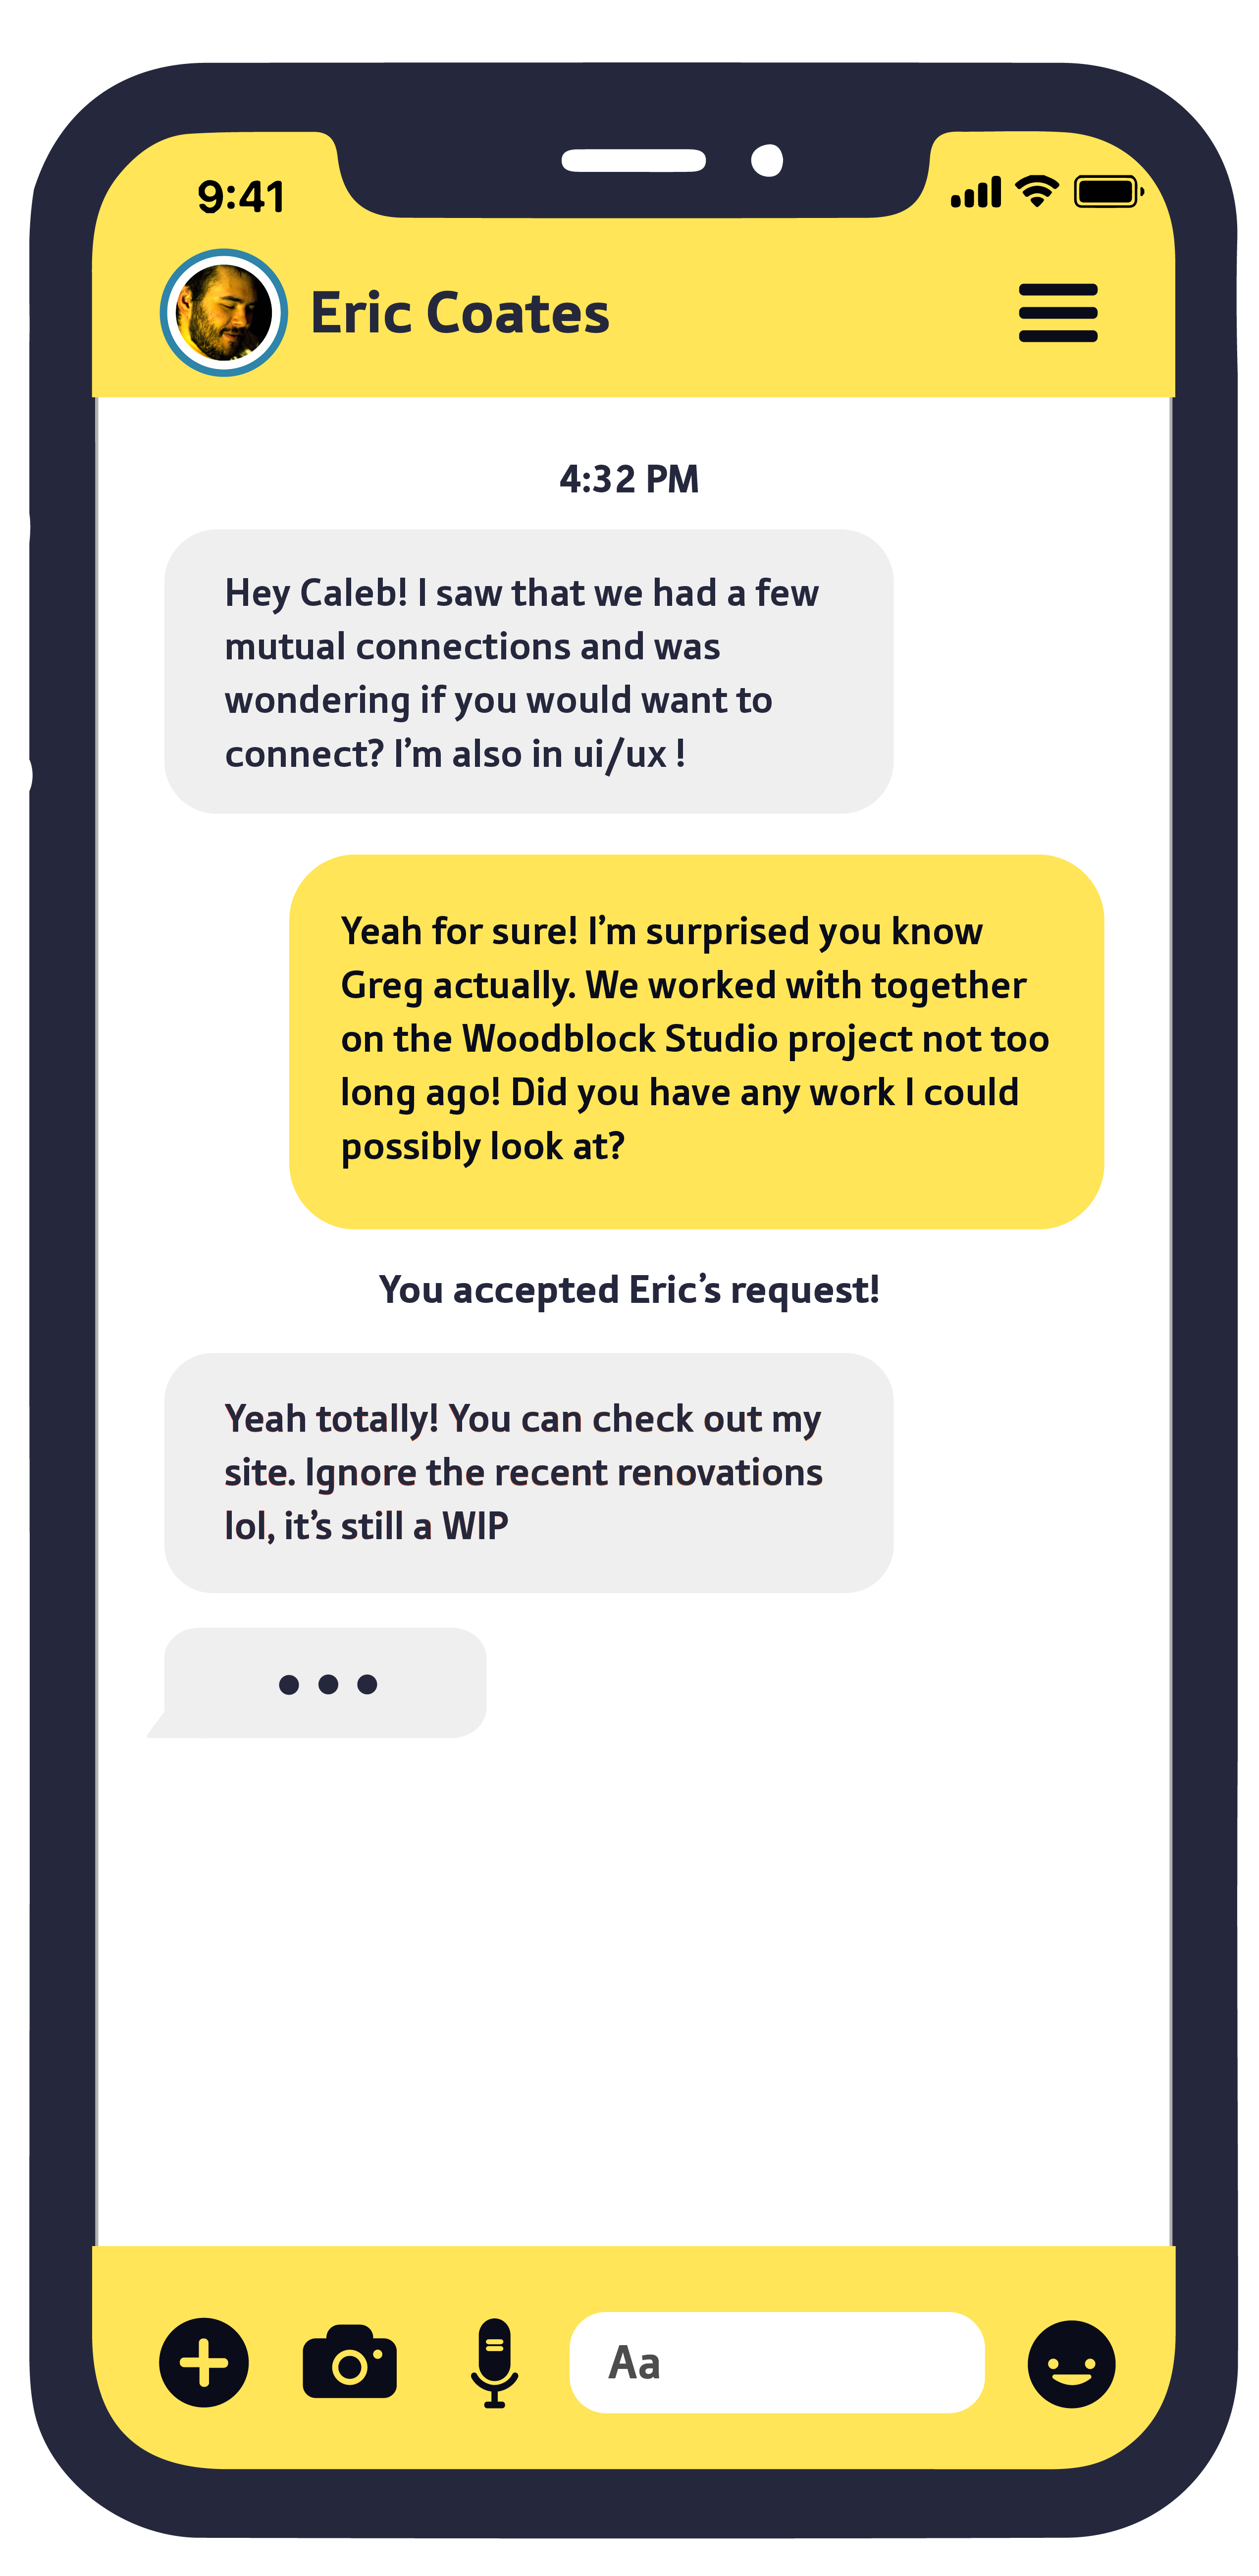 9:41
Eric Coates
4:32 PM
Hey Caleb! I saw that we had a few
mutual connections and was
wondering if you would want to
connect? I’m also in ui/ux !
Yeah for sure! I’m surprised you know
Greg actually. We worked with together
on the Woodblock Studio project not too
long ago! Did you have any work I could
possibly look at?
You accepted Eric’s request!
Yeah totally! You can check out my
site. Ignore the recent renovations
lol, it’s still a WIP
Aa